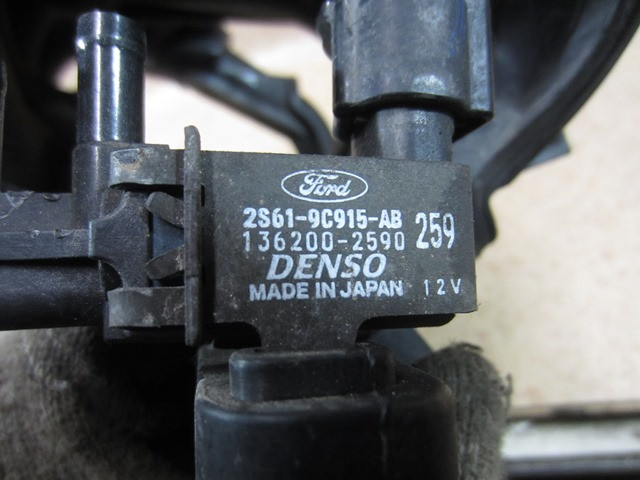 Ford
2S61-9C915-AB
136200-2590 259
DENSO
MADE IN JAPAN 12V